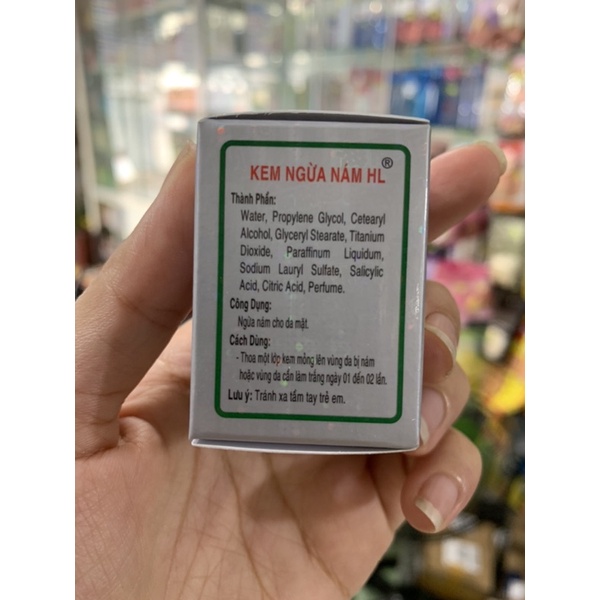 KEM NGỪA NÁM HL®
Thành Phần:
Water, Propylene Glycol, Cetearyl
Alcohol, Glyceryl Stearate, Titanium
Dioxide, Paraffinum Liquidum,
Sodium Lauryl Sulfate, Salicylic
Acid, Citric Acid, Perfume.
Công Dụng:
Ngừa nám cho da mặt.
Cách Dùng:
- Thoa một lớp kem mỏng lên vùng da bị nám
hoặc vùng da cần làm trắng ngày 01 đến 02 lần.
Lưu ý: Tránh xa tầm tay trẻ em.